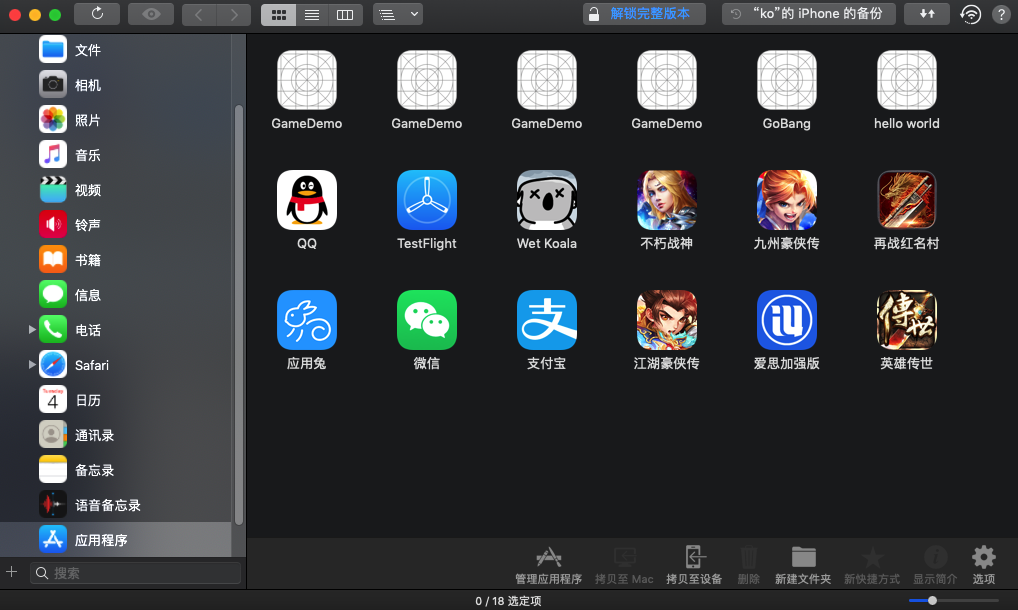 解锁完整版本
“ko”的 iPhone 的备份
?
文件
相机
照片
音乐
视频
铃声
书籍
信息
电话
Safari
4
日历
通讯录
备忘录
语音备忘录
应用程序
搜索
GameDemo
GameDemo
GameDemo
GameDemo
GoBang
hello world
QQ
TestFlight
Wet Koala
不朽战神
九州豪侠传
再战红名村
支
iU
傳世
应用兔
微信
支付宝
江湖豪侠传
爱思加强版
英雄传世
管理应用程序
拷贝至 Mac
拷贝至设备
删除
新建文件夹
新快捷方式
显示简介
选项
0 / 18 选定项